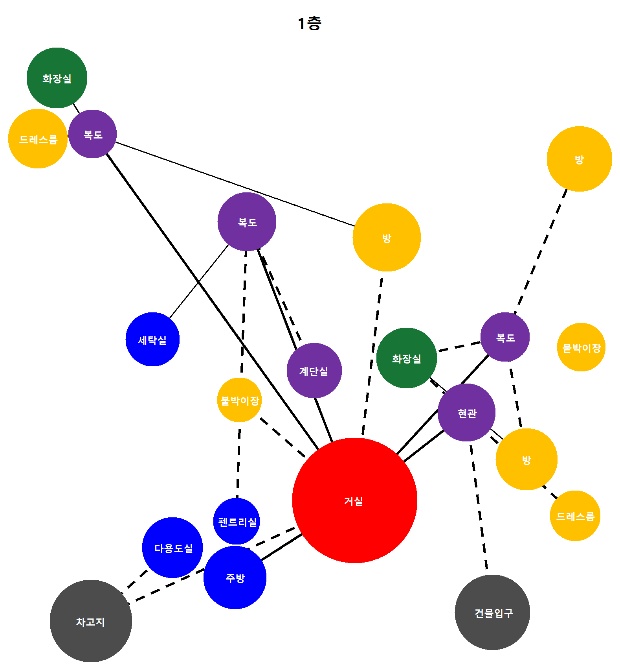 1층
화장실
드레스룸
복도
방
복도
방
세탁실
화장실
복도
붙박이장
계단실
붙박이장
현관
방
거실
드레스룸
펜트리실
다용도실
주방
차고지
건물입구